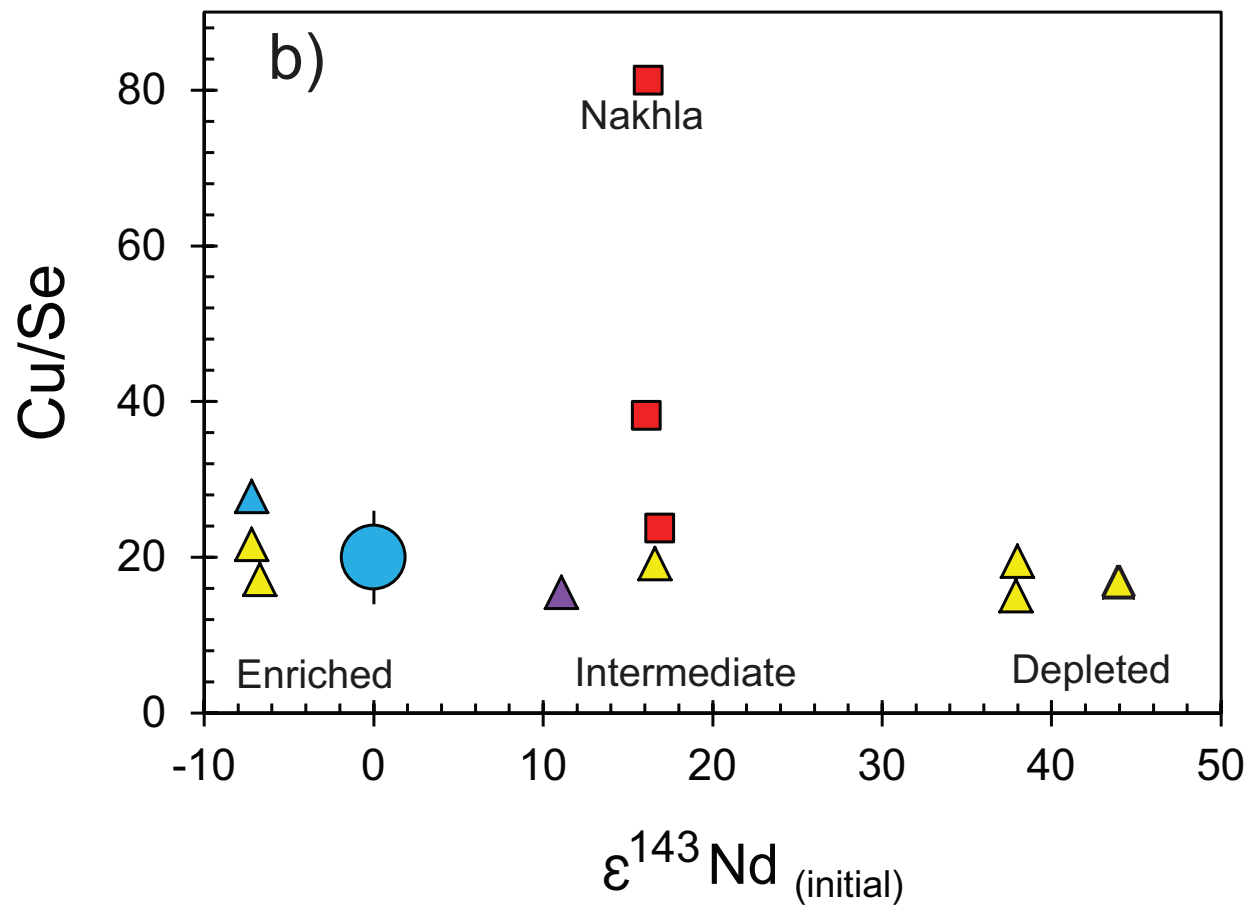 b)
80
Nakhla
60
Cu/Se
40
20
Enriched
Intermediate
Depleted
0
-10 0 10 20 30 40 50
ε143Nd (initial)